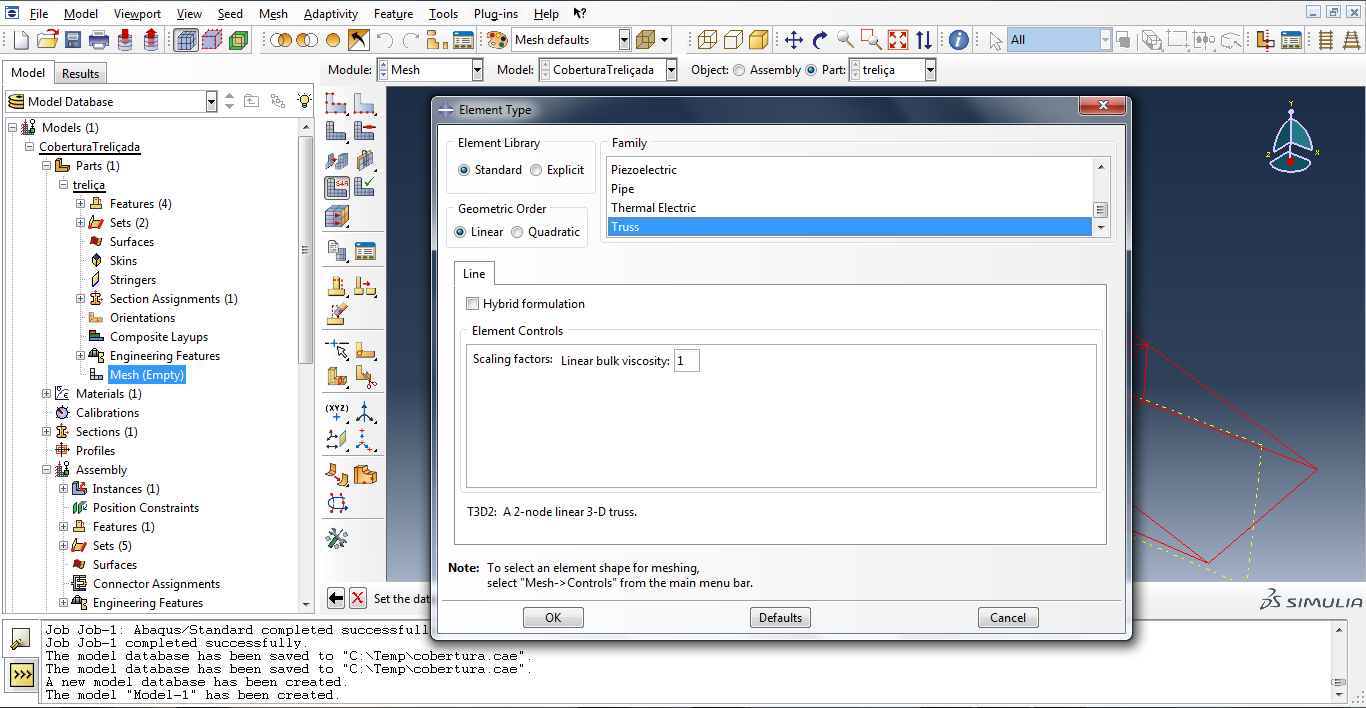 File Model Viewport View Seed Mesh Adaptivity Feature Tools Plug-ins Help
Mesh defaults All
Model Results
Module: Mesh Model: CoberturaTreliçada Object: Assembly Part: treliça
Model Database
Models (1)
CoberturaTreliçada
Parts (1)
treliça
Features (4)
Sets (2)
Surfaces
Skins
Stringers
Section Assignments (1)
Orientations
Composite Layups
Engineering Features
Mesh (Empty)
Materials (1)
Calibrations
Sections (1)
Profiles
Assembly
Instances (1)
Position Constraints
Features (1)
Sets (5)
Surfaces
Connector Assignments
Engineering Features
S4R
(XYZ)
Element Type
Element Library
Standard Explicit
Geometric Order
Linear Quadratic
Family
Piezoelectric
Pipe
Thermal Electric
Truss
Line
Hybrid formulation
Element Controls
Scaling factors: Linear bulk viscosity: 1
T3D2: A 2-node linear 3-D truss.
Note: To select an element shape for meshing,
select "Mesh->Controls" from the main menu bar.
OK Defaults Cancel
Y
Z X
Set the dat
SIMULIA
Job Job-1: Abaqus/Standard completed successfull
Job Job-1 completed successfully.
The model database has been saved to "C:\Temp\cobertura.cae".
The model database has been saved to "C:\Temp\cobertura.cae".
A new model database has been created.
The model "Model-1" has been created.
>>>